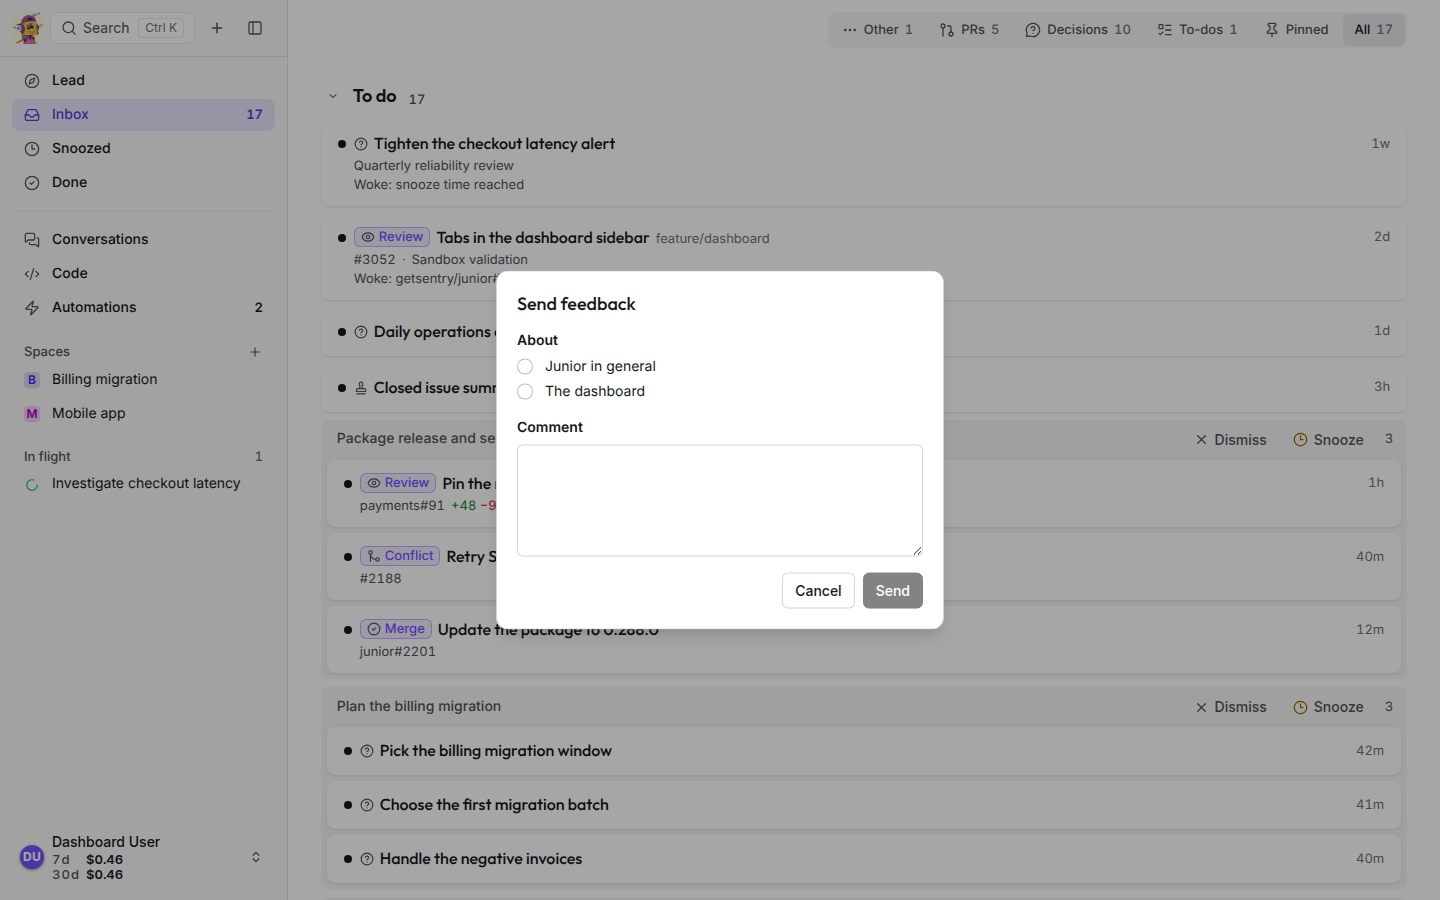 Search Ctrl K
Lead
Inbox 17
Snoozed
Done
Conversations
Code
Automations 2
Spaces
B Billing migration
M Mobile app
In flight 1
Investigate checkout latency
DU Dashboard User
7d $0.46
30d $0.46
Other 1 PRs 5 Decisions 10 To-dos 1 Pinned All 17
To do 17
Tighten the checkout latency alert 1w
Quarterly reliability review
Woke: snooze time reached
Review Tabs in the dashboard sidebar feature/dashboard 2d
#3052 · Sandbox validation
Woke: getsentry/junior#
Daily operations 1d
Closed issue sum 3h
Package release and se Dismiss Snooze 3
Review Pin the 1h
payments#91 +48 −9
Conflict Retry S 40m
#2188
Merge Update the package to 0.288.0 12m
junior#2201
Plan the billing migration Dismiss Snooze 3
Pick the billing migration window 42m
Choose the first migration batch 41m
Handle the negative invoices 40m
Send feedback
About
Junior in general
The dashboard
Comment
Cancel Send